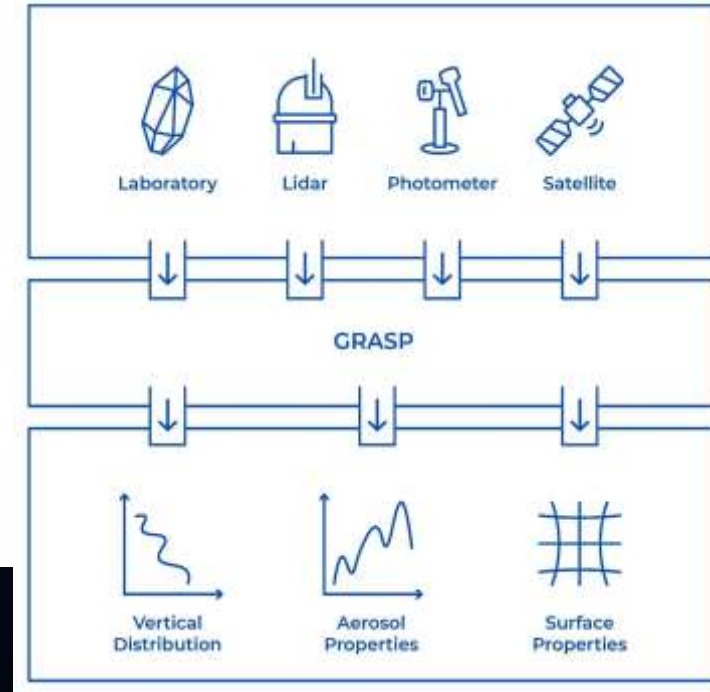 Laboratory
Lidar
Photometer
Satellite
GRASP
Vertical
Distribution
Aerosol
Properties
Surface
Properties